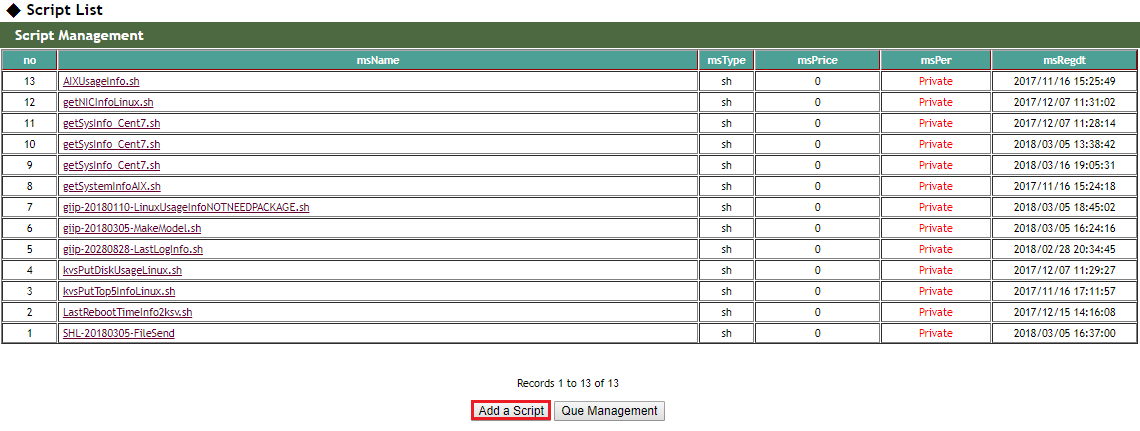 ◆ Script List
Script Management
no msName msType msPrice msPer msRegdt
13 AIXUsageInfo.sh sh 0 Private 2017/11/16 15:25:49
12 getNICInfoLinux.sh sh 0 Private 2017/12/07 11:31:02
11 getSysInfo_Cent7.sh sh 0 Private 2017/12/07 11:28:14
10 getSysInfo_Cent7.sh sh 0 Private 2018/03/05 13:38:42
9 getSysInfo_Cent7.sh sh 0 Private 2018/03/16 19:05:31
8 getSystemInfoAIX.sh sh 0 Private 2017/11/16 15:24:18
7 giip-20180110-LinuxUsageInfoNOTNEEDPACKAGE.sh sh 0 Private 2018/03/05 18:45:02
6 giip-20180305-MakeModel.sh sh 0 Private 2018/03/05 16:24:16
5 giip-20280828-LastLogInfo.sh sh 0 Private 2018/02/28 20:34:45
4 kvsPutDiskUsageLinux.sh sh 0 Private 2017/12/07 11:29:27
3 kvsPutTop5InfoLinux.sh sh 0 Private 2017/11/16 17:11:57
2 LastRebootTimeInfo2ksv.sh sh 0 Private 2017/12/15 14:16:08
1 SHL-20180305-FileSend sh 0 Private 2018/03/05 16:37:00
Records 1 to 13 of 13
Add a Script Que Management